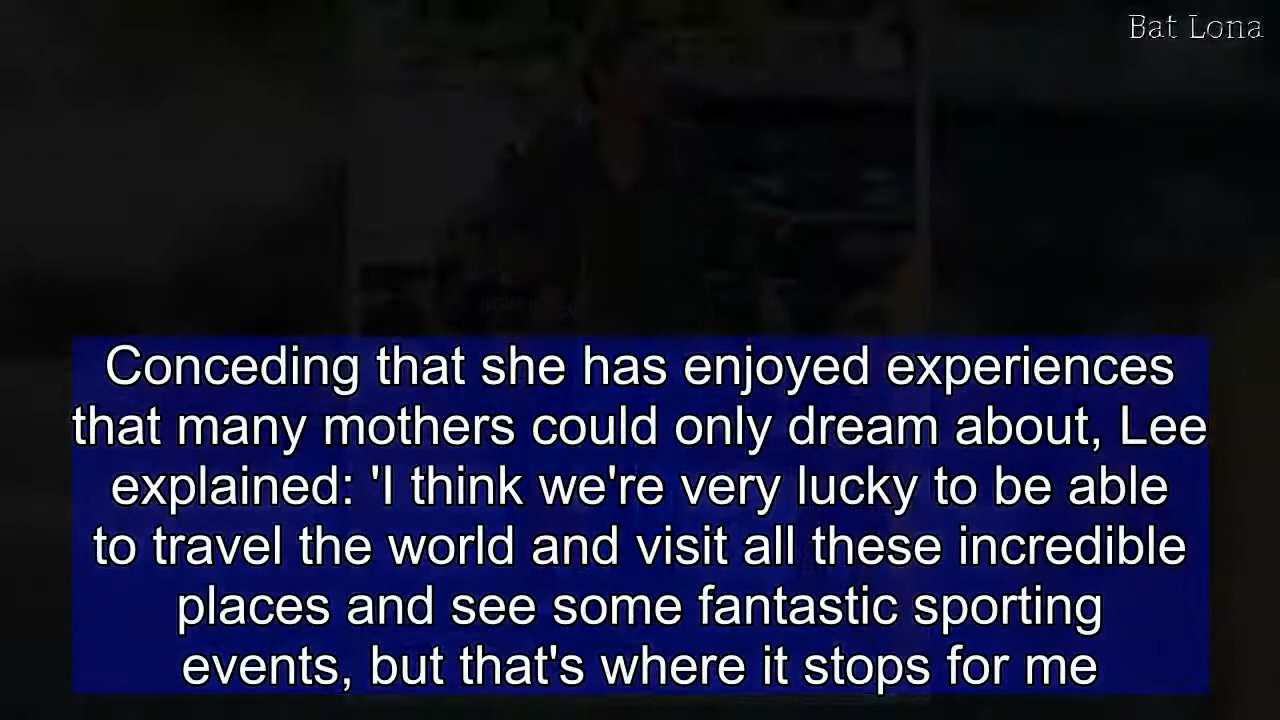 Bat Lona
Conceding that she has enjoyed experiences
that many mothers could only dream about, Lee
explained: 'I think we're very lucky to be able
to travel the world and visit all these incredible
places and see some fantastic sporting
events, but that's where it stops for me